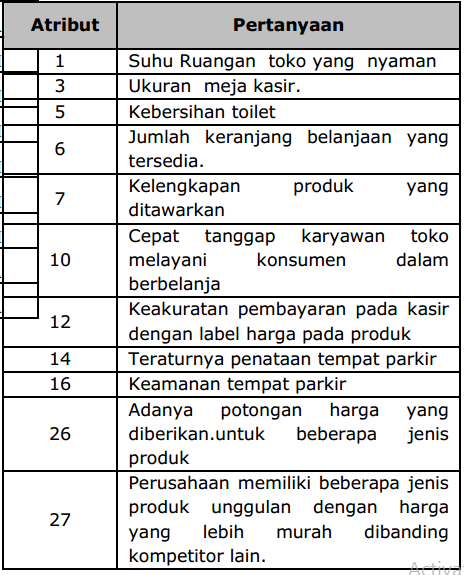 Atribut Pertanyaan
1 Suhu Ruangan toko yang nyaman
3 Ukuran meja kasir.
5 Kebersihan toilet
6 Jumlah keranjang belanjaan yang
tersedia.
7 Kelengkapan produk yang
ditawarkan
10 Cepat tanggap karyawan toko
melayani konsumen dalam
berbelanja
12 Keakuratan pembayaran pada kasir
dengan label harga pada produk
14 Teraturnya penataan tempat parkir
16 Keamanan tempat parkir
26 Adanya potongan harga yang
diberikan.untuk beberapa jenis
produk
27 Perusahaan memiliki beberapa jenis
produk unggulan dengan harga
yang lebih murah dibanding
kompetitor lain.